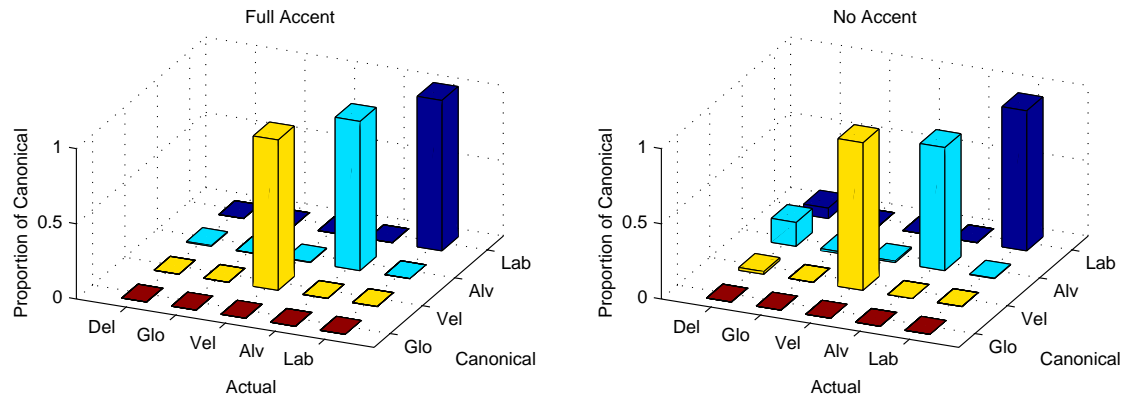 Full Accent
Proportion of Canonical
1
0.5
0
Del
Glo
Vel
Alv
Lab
Actual
Glo
Vel
Alv
Lab
Canonical
No Accent
Proportion of Canonical
1
0.5
0
Del
Glo
Vel
Alv
Lab
Actual
Glo
Vel
Alv
Lab
Canonical